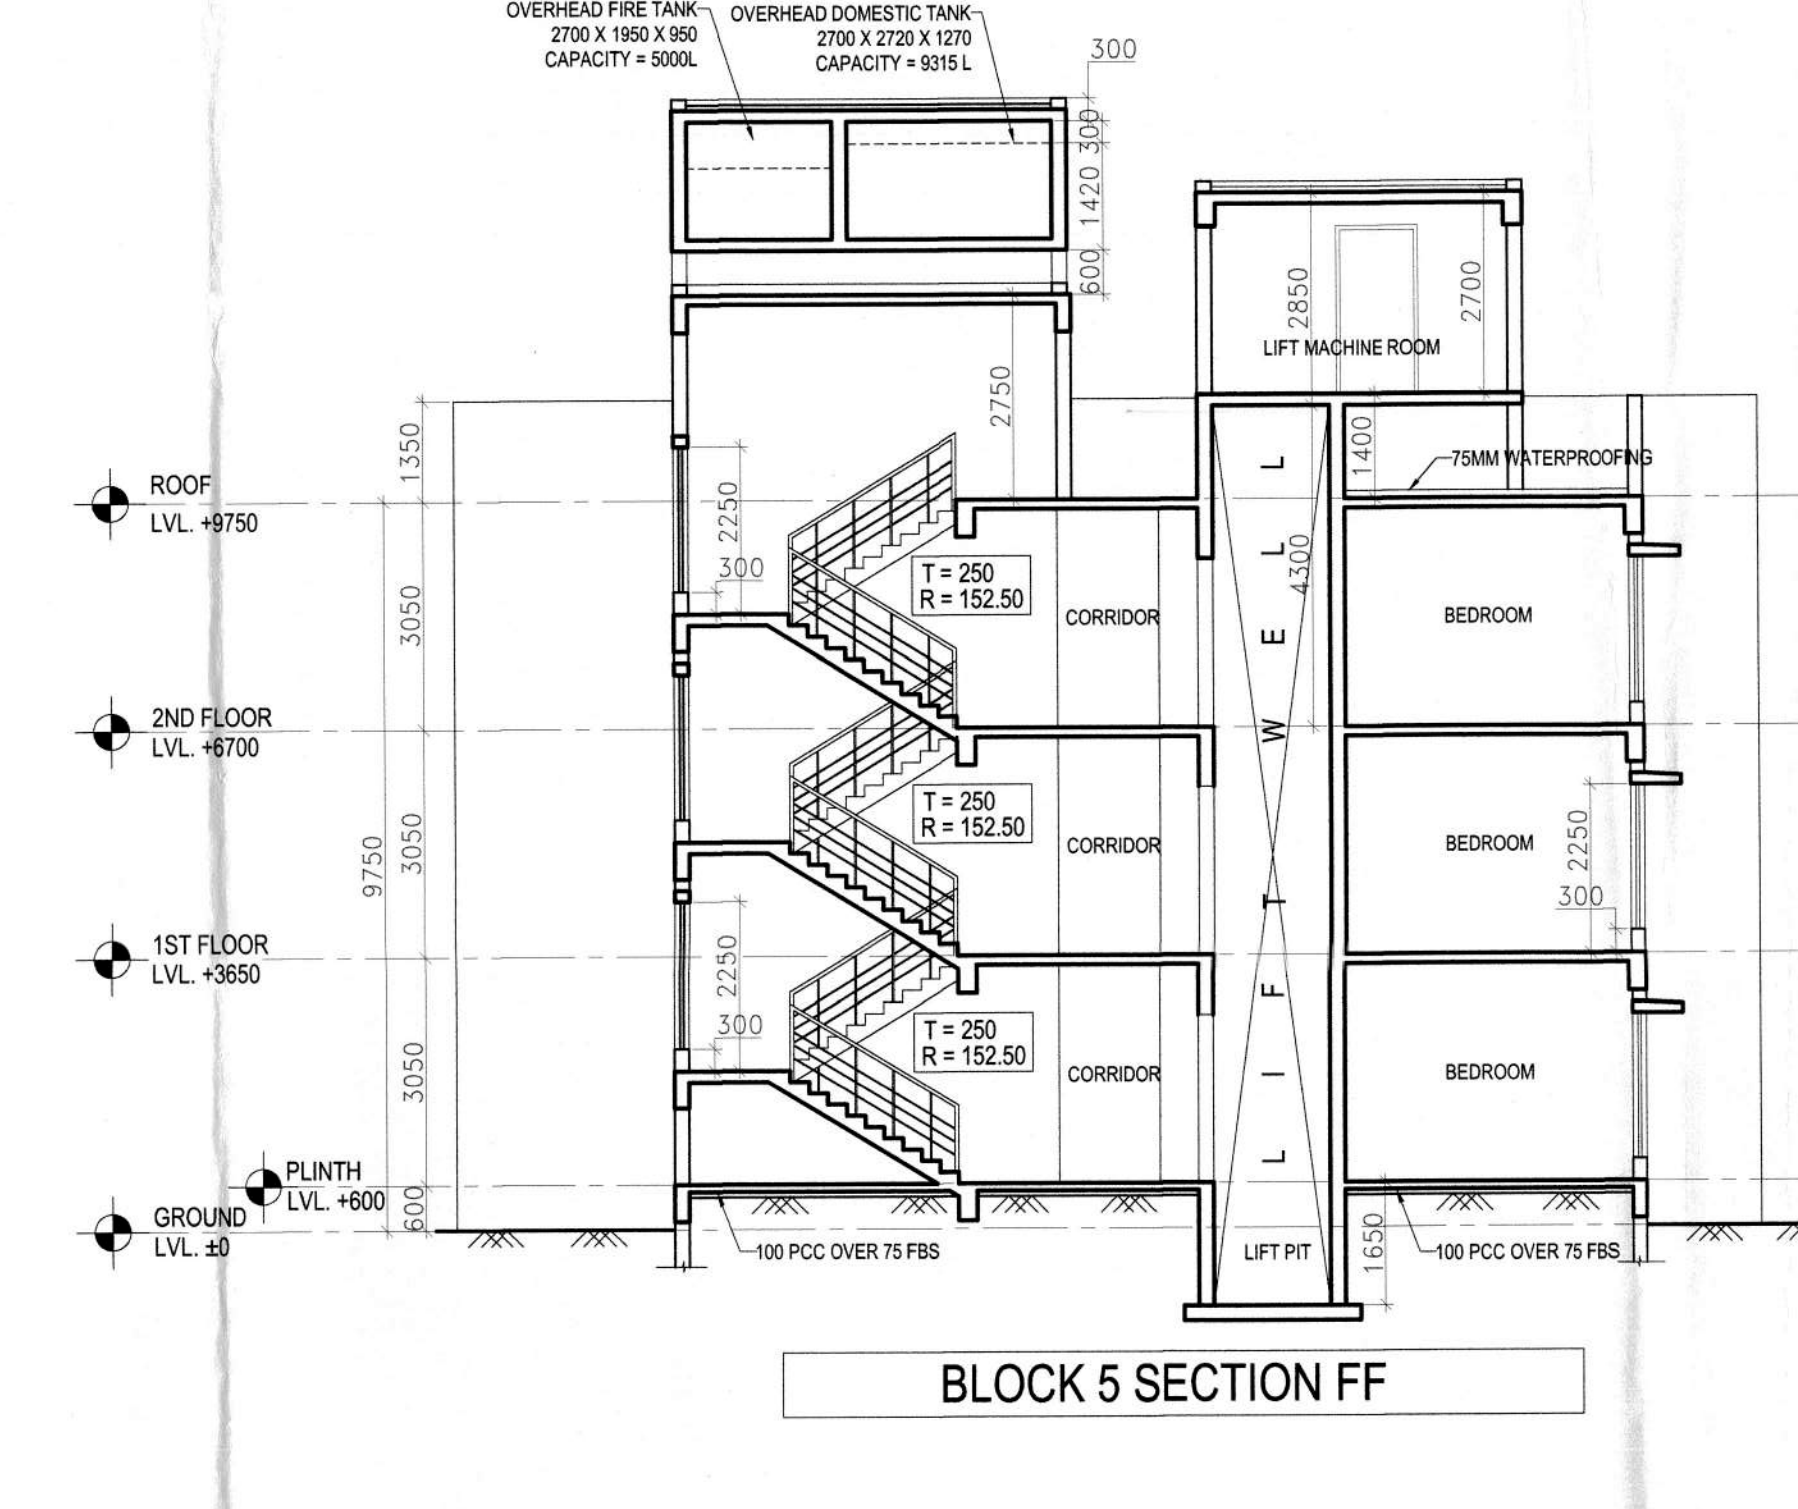 OVERHEAD FIRE TANK
2700 X 1950 X 950
CAPACITY = 5000L
OVERHEAD DOMESTIC TANK
2700 X 2720 X 1270
CAPACITY = 9315 L
300
300
1420
600
2850
2700
LIFT MACHINE ROOM
2750
1350
1400
75MM WATERPROOFING
ROOF
LVL. +9750
2250
300
T = 250
R = 152.50
CORRIDOR
4300
BEDROOM
3050
2ND FLOOR
LVL. +6700
T = 250
R = 152.50
CORRIDOR
BEDROOM
2250
300
9750
3050
1ST FLOOR
LVL. +3650
2250
300
T = 250
R = 152.50
CORRIDOR
BEDROOM
3050
LIFT WELL
PLINTH
LVL. +600
600
GROUND
LVL. ±0
100 PCC OVER 75 FBS
LIFT PIT
1650
100 PCC OVER 75 FBS
BLOCK 5 SECTION FF